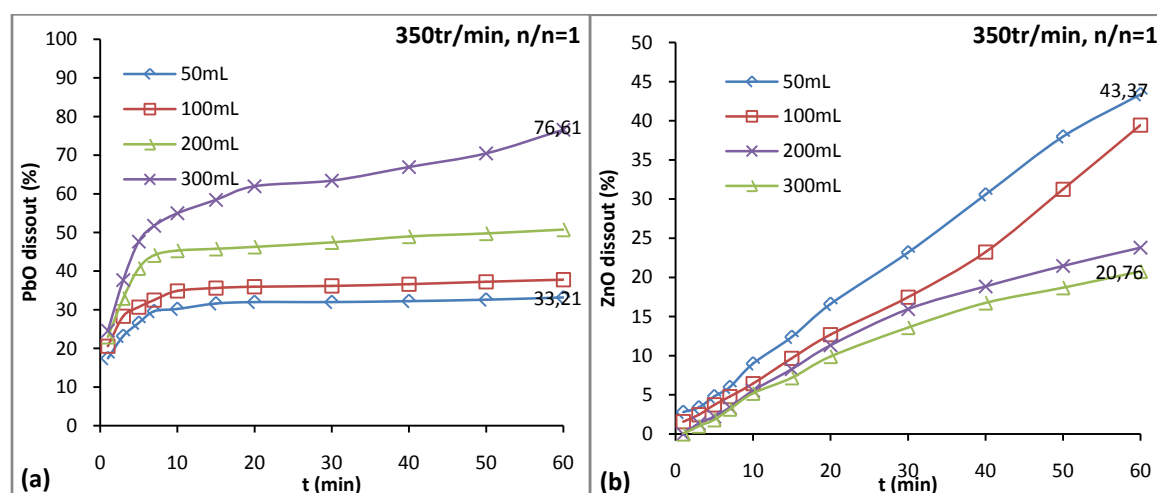 350tr/min, n/n=1
100
90
80
70
60
50
40
30
20
10
0
PbO dissout (%)
50mL
100mL
200mL
300mL
76,61
33,21
0
10
20
30
40
50
60
t (min)
(a)
350tr/min, n/n=1
50
45
40
35
30
25
20
15
10
5
0
ZnO dissout (%)
50mL
100mL
200mL
300mL
43,37
20,76
0
10
20
30
40
50
60
t (min)
(b)